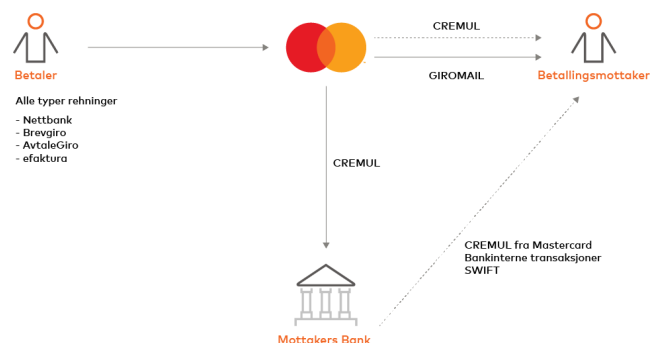 CREMUL
GIROMAIL
Betaler
Betallingsmottaker
Alle typer rehninger
- Nettbank
- Brevgiro
- AvtaleGiro
- efaktura
CREMUL
CREMUL fra Mastercard
Bankinterne transaksjoner
SWIFT
Mottakers Bank